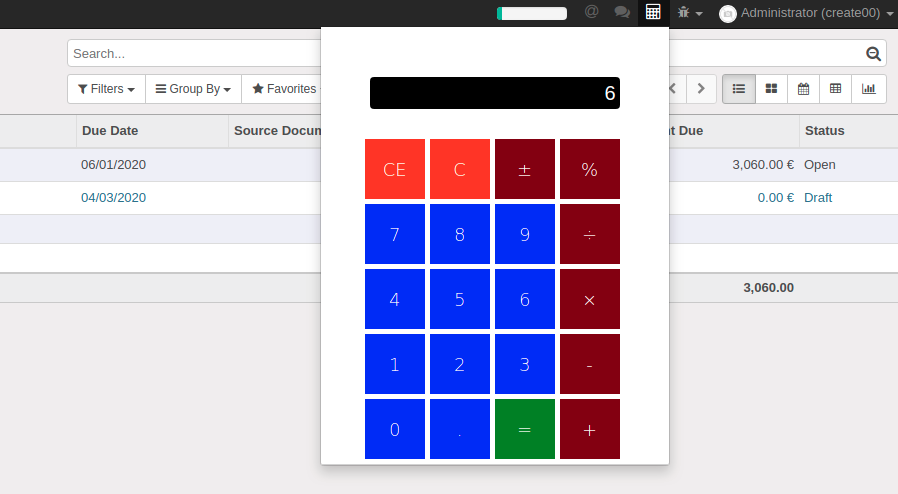 @ Administrator (create00)
Search...
Filters Group By Favorites
6
Due Date Source Docum t Due Status
CE C ± %
06/01/2020 3,060.00 € Open
04/03/2020 0.00 € Draft
7 8 9 ÷
4 5 6 ×
3,060.00
1 2 3 -
0 . = +